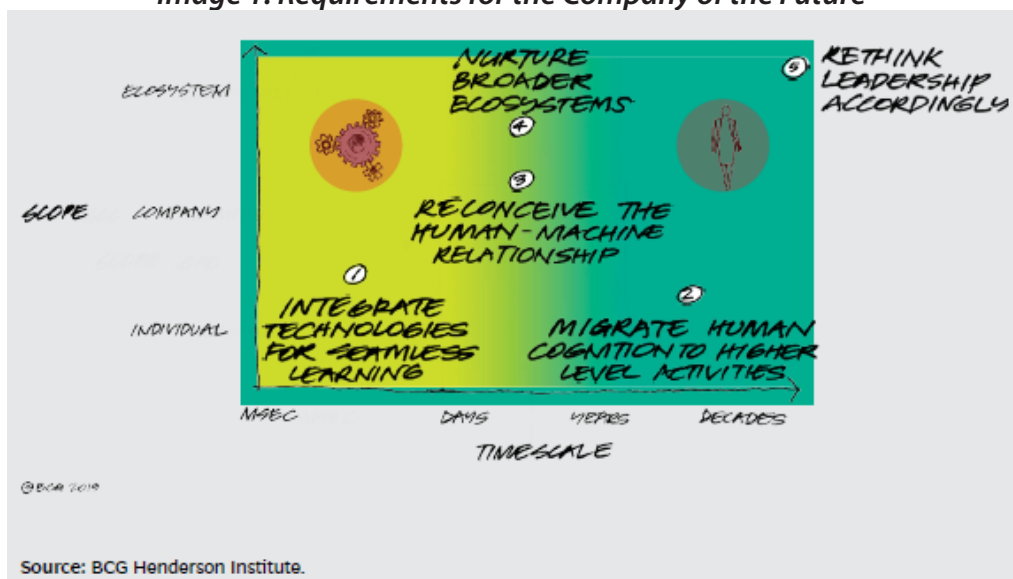 Image 1. Requirements for the Company of the Future
ECOSYSTEM
NURTURE
BROADER
ECOSYSTEMS
4
5
RETHINK
LEADERSHIP
ACCORDINGLY
SCOPE
COMPANY
3
RECONCEIVE THE
HUMAN-MACHINE
RELATIONSHIP
INDIVIDUAL
1
INTEGRATE
TECHNOLOGIES
FOR SEAMLESS
LEARNING
2
MIGRATE HUMAN
COGNITION TO HIGHER
LEVEL ACTIVITIES
MSEC
DAYS
YEARS
DECADES
TIMESCALE
© BCG 2019
Source: BCG Henderson Institute.